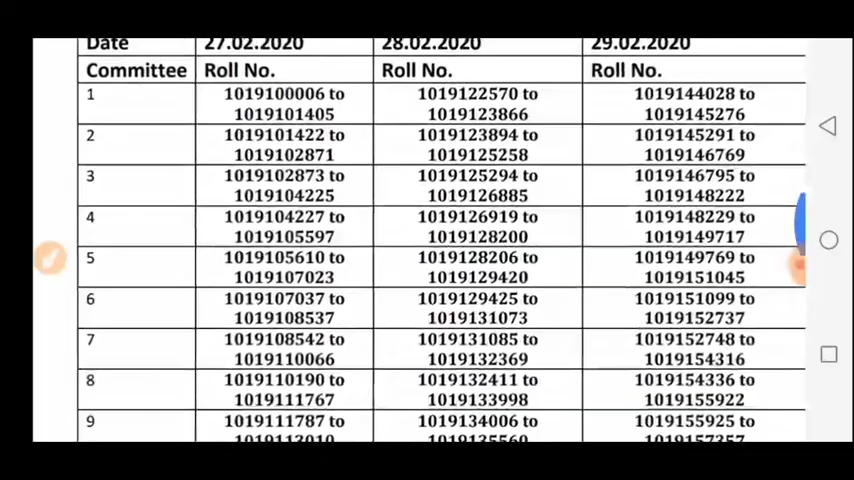 Date 27.02.2020 28.02.2020 29.02.2020
Committee Roll No. Roll No. Roll No.
1 1019100006 to 1019122570 to 1019144028 to
1019101405 1019123866 1019145276
2 1019101422 to 1019123894 to 1019145291 to
1019102871 1019125258 1019146769
3 1019102873 to 1019125294 to 1019146795 to
1019104225 1019126885 1019148222
4 1019104227 to 1019126919 to 1019148229 to
1019105597 1019128200 1019149717
5 1019105610 to 1019128206 to 1019149769 to
1019107023 1019129420 1019151045
6 1019107037 to 1019129425 to 1019151099 to
1019108537 1019131073 1019152737
7 1019108542 to 1019131085 to 1019152748 to
1019110066 1019132369 1019154316
8 1019110190 to 1019132411 to 1019154336 to
1019111767 1019133998 1019155922
9 1019111787 to 1019134006 to 1019155925 to
1019113010 1019135560 1019157357